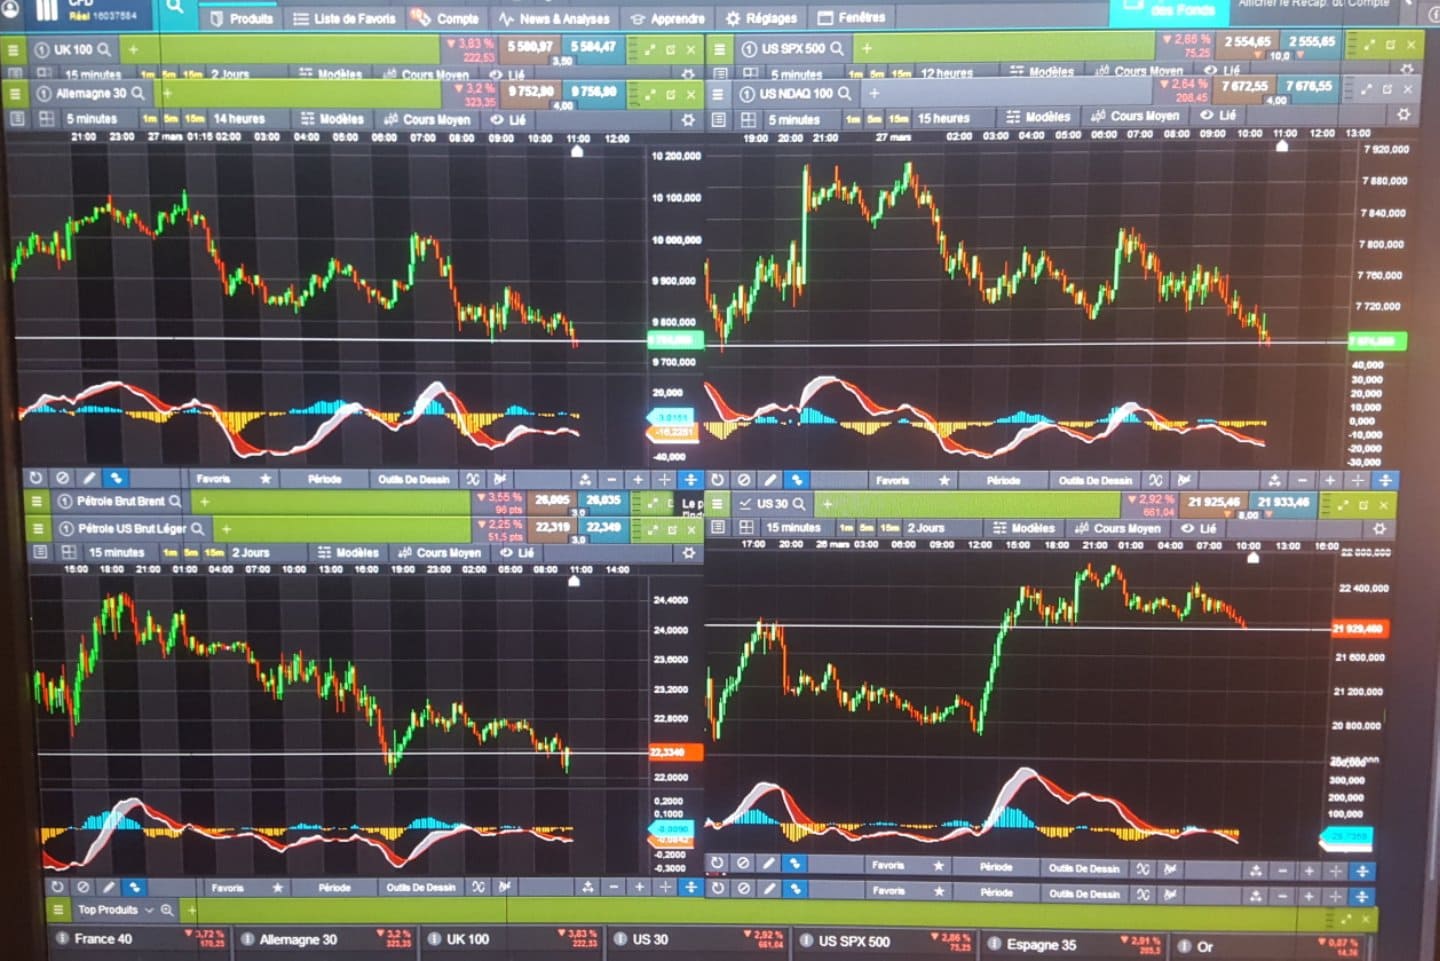 CFD
Réel 16037584
Produits
Liste de Favoris
Compte
News & Analyses
Apprendre
Réglages
Fenêtres
des Fonds
Afficher le Récap. du Compte
UK 100
3,83 %
222,53
5 580,97
5 584,47
3,50
15 minutes
1m 5m 15m
2 Jours
Modèles
Cours Moyen
Lié
US SPX 500
2,86 %
75,25
2 554,65
2 555,65
10,0
5 minutes
1m 5m 15m
12 heures
Modèles
Cours Moyen
Lié
Allemagne 30
3,2 %
323,35
9 752,90
9 756,90
4,00
5 minutes
1m 5m 15m
14 heures
Modèles
Cours Moyen
Lié
21:00 23:00 27 mars 01:15 02:00 03:00 04:00 05:00 06:00 07:00 08:00 09:00 10:00 11:00 12:00
10 200,000
10 100,000
10 000,000
9 900,000
9 800,000
9 700,000
20,000
-40,000
Favoris
Période
Outils De Dessin
US NDAQ 100
2,64 %
208,45
7 672,55
7 676,55
4,00
5 minutes
1m 5m 15m
15 heures
Modèles
Cours Moyen
Lié
19:00 20:00 21:00 27 mars 02:00 03:00 04:00 05:00 06:00 07:00 08:00 09:00 10:00 11:00 12:00 13:00
7 920,000
7 880,000
7 840,000
7 800,000
7 760,000
7 720,000
40,000
30,000
20,000
10,000
0,000
-10,000
-20,000
-30,000
Favoris
Période
Outils De Dessin
Pétrole Brut Brent
3,55 %
96 pts
26,005
26,035
3,0
Le p
Pétrole US Brut Léger
2,25 %
51,5 pts
22,319
22,349
3,0
15 minutes
1m 5m 15m
2 Jours
Modèles
Cours Moyen
Lié
15:00 18:00 21:00 01:00 04:00 07:00 10:00 13:00 16:00 19:00 23:00 02:00 05:00 08:00 11:00 14:00
24,4000
24,0000
23,6000
23,2000
22,8000
22,3340
22,0000
0,2000
0,1000
-0,2000
-0,3000
Favoris
Période
Outils De Dessin
US 30
2,92 %
661,04
21 925,46
21 933,46
8,00
15 minutes
1m 5m 15m
2 Jours
Modèles
Cours Moyen
Lié
17:00 20:00 26 mars 03:00 06:00 09:00 12:00 15:00 18:00 21:00 01:00 04:00 07:00 10:00 13:00 16:00
22 400,000
21 929,460
21 600,000
21 200,000
20 800,000
300,000
200,000
100,000
Favoris
Période
Outils De Dessin
Favoris
Période
Outils De Dessin
Top Produits
France 40
3,72 %
170,25
Allemagne 30
3,2 %
323,35
UK 100
3,83 %
222,53
US 30
2,92 %
661,04
US SPX 500
2,86 %
75,25
Espagne 35
2,91 %
Or
0,87 %